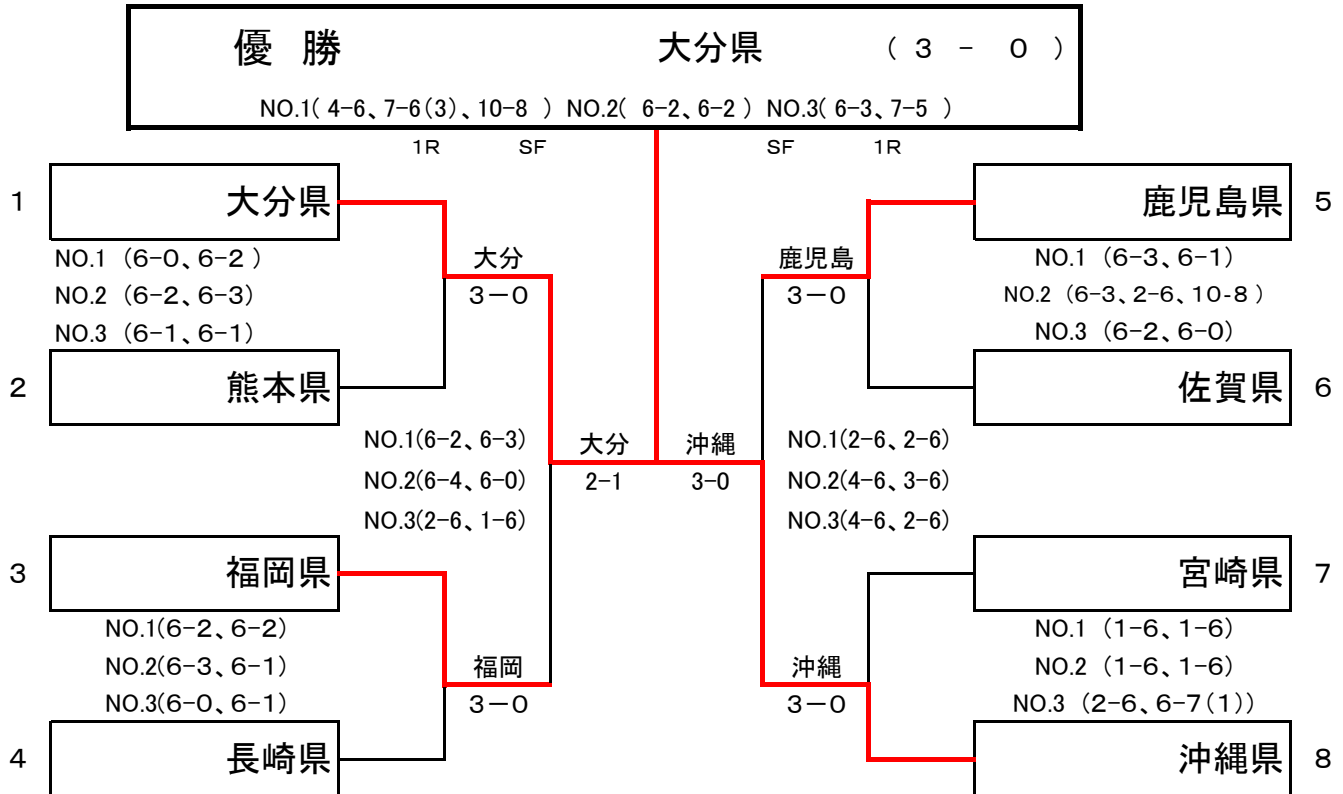 優 勝 大分県 ( 3 - 0 )
NO.1( 4-6、7-6(3)、10-8 ) NO.2( 6-2、6-2 ) NO.3( 6-3、7-5 )
1R SF SF 1R
1 大分県
NO.1 (6-0、6-2 )
NO.2 (6-2、6-3)
NO.3 (6-1、6-1)
2 熊本県
大分
3-0
NO.1(6-2、6-3)
NO.2(6-4、6-0)
NO.3(2-6、1-6)
大分
2-1
3 福岡県
NO.1(6-2、6-2)
NO.2(6-3、6-1)
NO.3(6-0、6-1)
4 長崎県
福岡
3-0
鹿児島県 5
NO.1 (6-3、6-1)
NO.2 (6-3、2-6、10-8 )
NO.3 (6-2、6-0)
佐賀県 6
鹿児島
3-0
沖縄
3-0
NO.1(2-6、2-6)
NO.2(4-6、3-6)
NO.3(4-6、2-6)
宮崎県 7
NO.1 (1-6、1-6)
NO.2 (1-6、1-6)
NO.3 (2-6、6-7(1))
沖縄県 8
沖縄
3-0